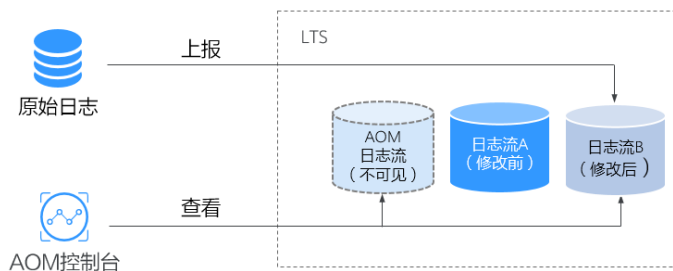 LTS
上报
原始日志
AOM
日志流
（不可见）
日志流A
（修改前）
日志流B
（修改后）
查看
AOM控制台